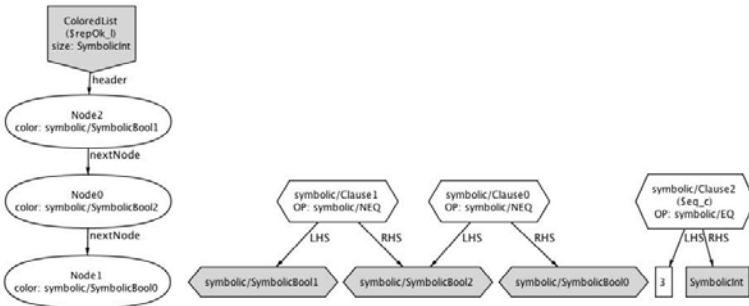 ColoredList
($repOk_l)
size: SymbolicInt
header
Node2
color: symbolic/SymbolicBool1
nextNode
Node0
color: symbolic/SymbolicBool2
nextNode
Node1
color: symbolic/SymbolicBool0
symbolic/Clause1
OP: symbolic/NEQ
LHS
RHS
symbolic/Clause0
OP: symbolic/NEQ
LHS
RHS
symbolic/Clause2
($eq_c)
OP: symbolic/EQ
LHS RHS
symbolic/SymbolicBool1
symbolic/SymbolicBool2
symbolic/SymbolicBool0
3
SymbolicInt